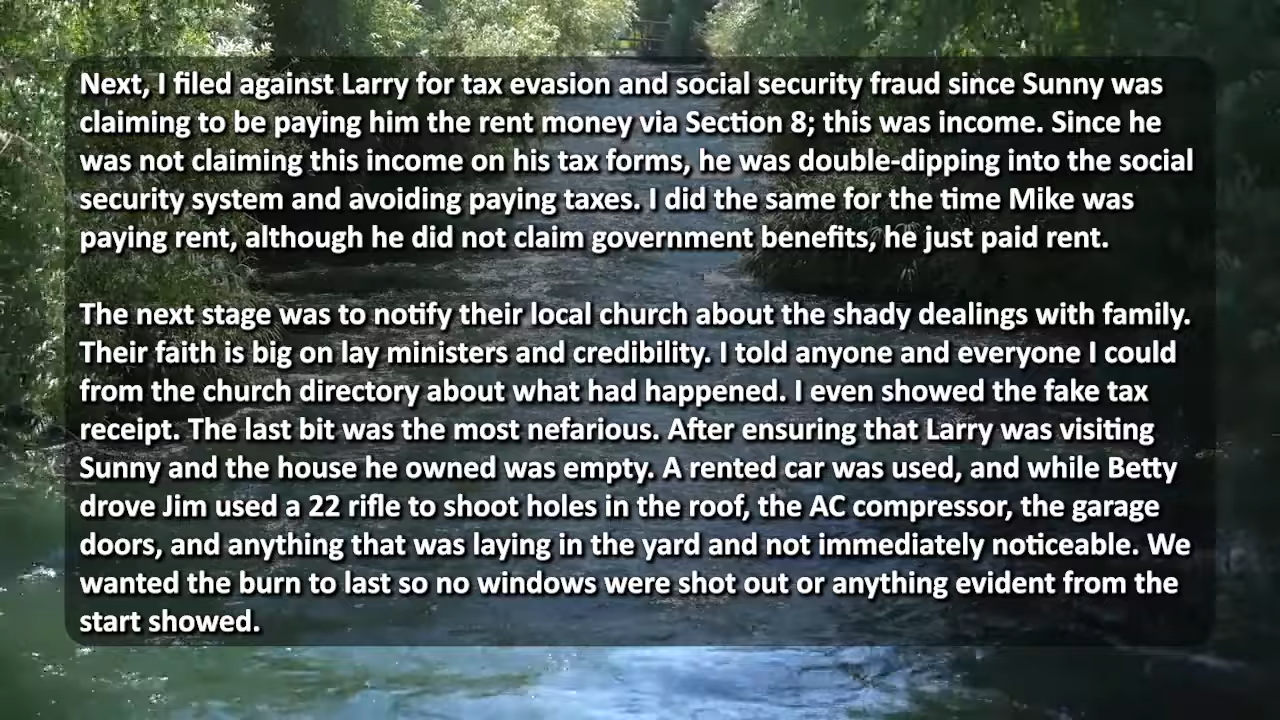 Next, I filed against Larry for tax evasion and social security fraud since Sunny was
claiming to be paying him the rent money via Section 8; this was income. Since he
was not claiming this income on his tax forms, he was double-dipping into the social
security system and avoiding paying taxes. I did the same for the time Mike was
paying rent, although he did not claim government benefits, he just paid rent.
The next stage was to notify their local church about the shady dealings with family.
Their faith is big on lay ministers and credibility. I told anyone and everyone I could
from the church directory about what had happened. I even showed the fake tax
receipt. The last bit was the most nefarious. After ensuring that Larry was visiting
Sunny and the house he owned was empty. A rented car was used, and while Betty
drove Jim used a 22 rifle to shoot holes in the roof, the AC compressor, the garage
doors, and anything that was laying in the yard and not immediately noticeable. We
wanted the burn to last so no windows were shot out or anything evident from the
start showed.